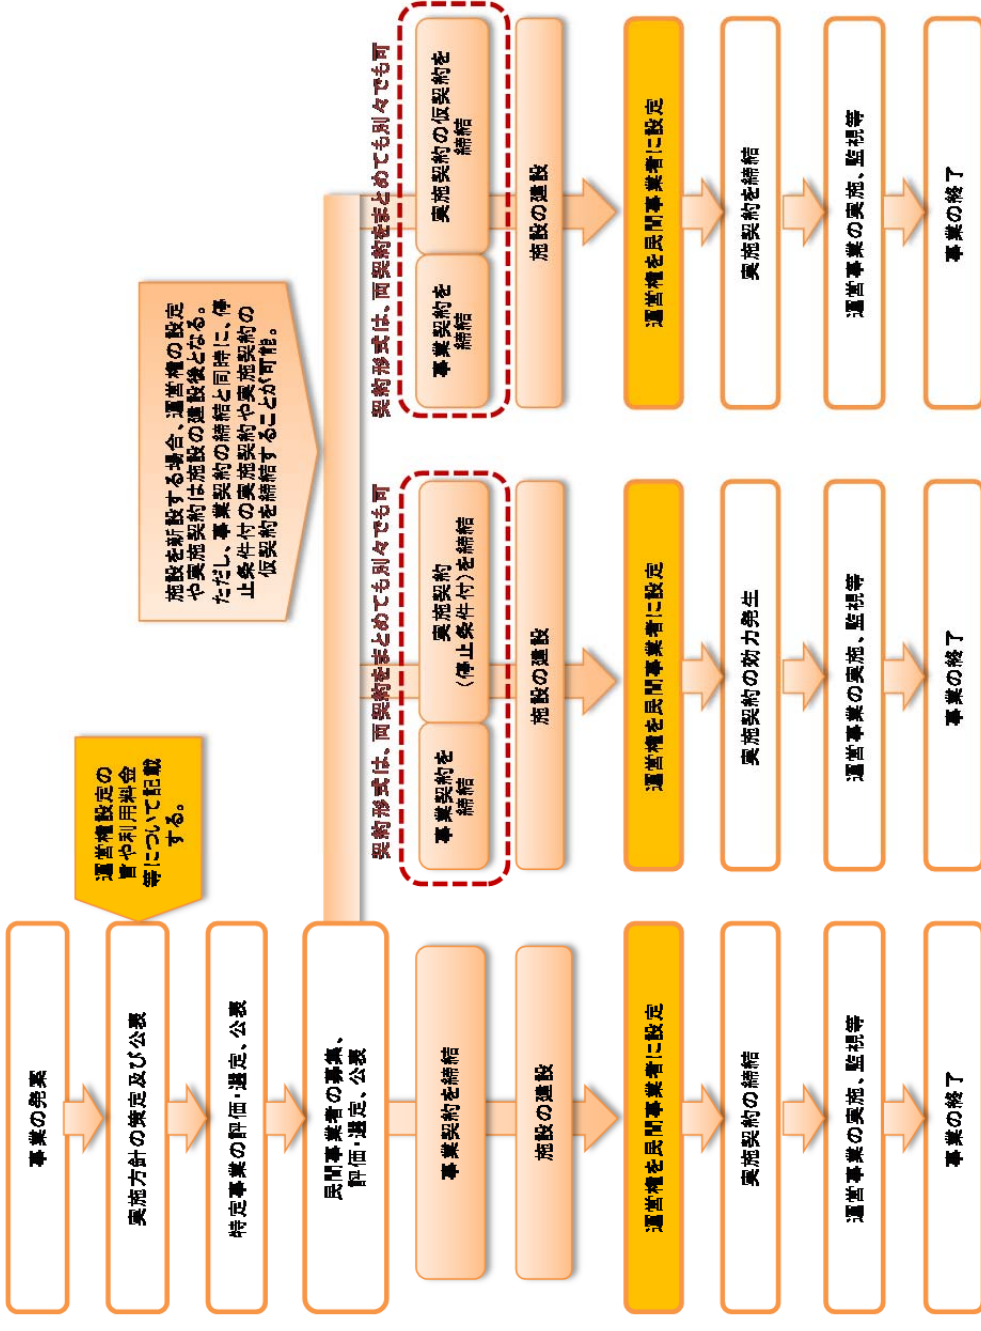 事業の発案
実施方針の策定及び公表
運営権設定の
旨や利用料金
等について記載
する。
特定事業の評価・選定、公表
民間事業者の募集、
評価・選定、公表
施設を新設する場合、運営権の設定
や実施契約は施設の建設後となる。
ただし、事業契約の締結と同時に、停
止条件付の実施契約や実施契約の
仮契約を締結することが可能。
事業契約を締結
施設の建設
運営権を民間事業者に設定
実施契約の締結
運営事業の実施、監視等
事業の終了
契約形式は、両契約をまとめても別々でも可
事業契約を
締結
実施契約
(停止条件付)を締結
施設の建設
運営権を民間事業者に設定
実施契約の効力発生
運営事業の実施、監視等
事業の終了
契約形式は、両契約をまとめても別々でも可
事業契約を
締結
実施契約の仮契約を
締結
施設の建設
運営権を民間事業者に設定
実施契約を締結
運営事業の実施、監視等
事業の終了